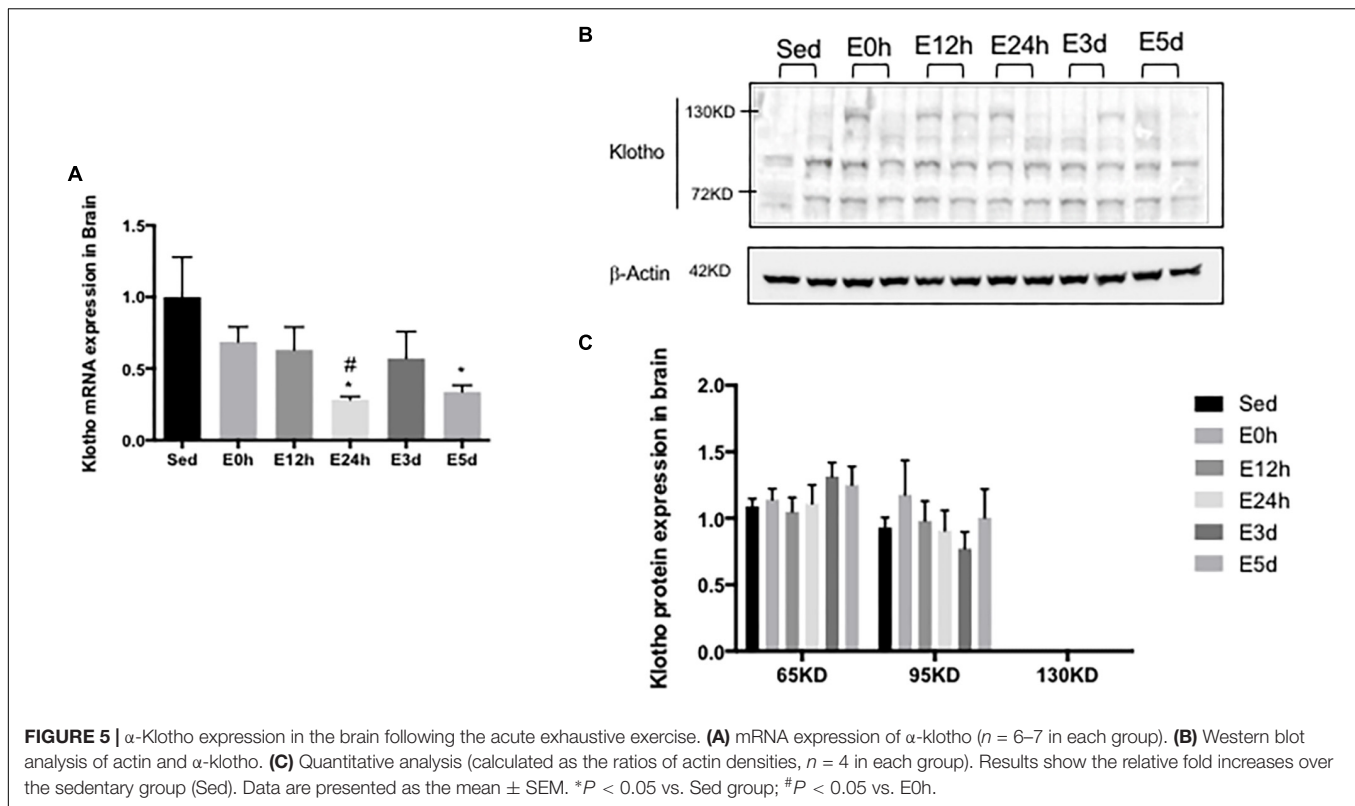 A
Klotho mRNA expression in Brain
1.5
1.0
0.5
0.0
Sed E0h E12h E24h E3d E5d
#
*
*
B
Sed E0h E12h E24h E3d E5d
Klotho
130KD
72KD
β-Actin 42KD
C
Klotho protein expression in brain
2.0
1.5
1.0
0.5
0.0
65KD 95KD 130KD
Sed
E0h
E12h
E24h
E3d
E5d
FIGURE 5 | α-Klotho expression in the brain following the acute exhaustive exercise. (A) mRNA expression of α-klotho (n = 6–7 in each group). (B) Western blot
analysis of actin and α-klotho. (C) Quantitative analysis (calculated as the ratios of actin densities, n = 4 in each group). Results show the relative fold increases over
the sedentary group (Sed). Data are presented as the mean ± SEM. *P < 0.05 vs. Sed group; #P < 0.05 vs. E0h.